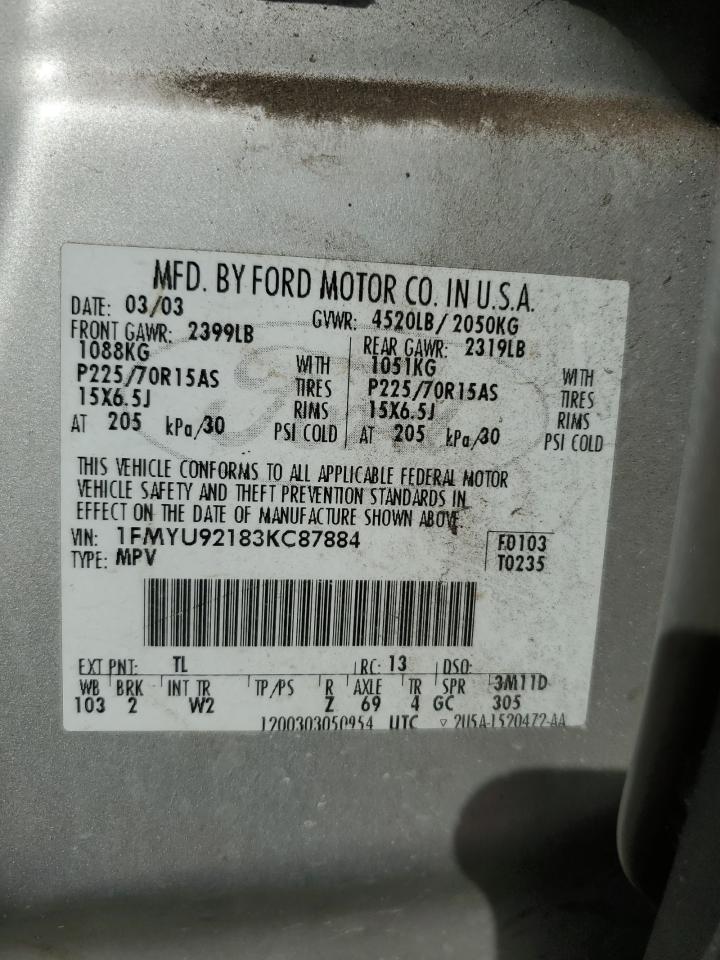 MFD. BY FORD MOTOR CO. IN U.S.A.
DATE: 03/03 GVWR: 4520LB/2050KG
FRONT GAWR: 2399LB REAR GAWR: 2319LB
1088KG WITH 1051KG WITH
P225/70R15AS TIRES P225/70R15AS TIRES
15X6.5J RIMS 15X6.5J RIMS
AT 205 kPa/30 PSI COLD AT 205 kPa/30 PSI COLD
THIS VEHICLE CONFORMS TO ALL APPLICABLE FEDERAL MOTOR
VEHICLE SAFETY AND THEFT PREVENTION STANDARDS IN
EFFECT ON THE DATE OF MANUFACTURE SHOWN ABOVE.
VIN: 1FMYU92183KC87884 F0103
TYPE: MPV T0235
EXT PNT: TL RC: 13 DSO:
WB BRK INT TR TP/PS R AXLE TR SPR 3M11D
103 2 W2 Z 69 4 GC 305
1200303050954 UTC ▽ 2U5A-1520472-AA